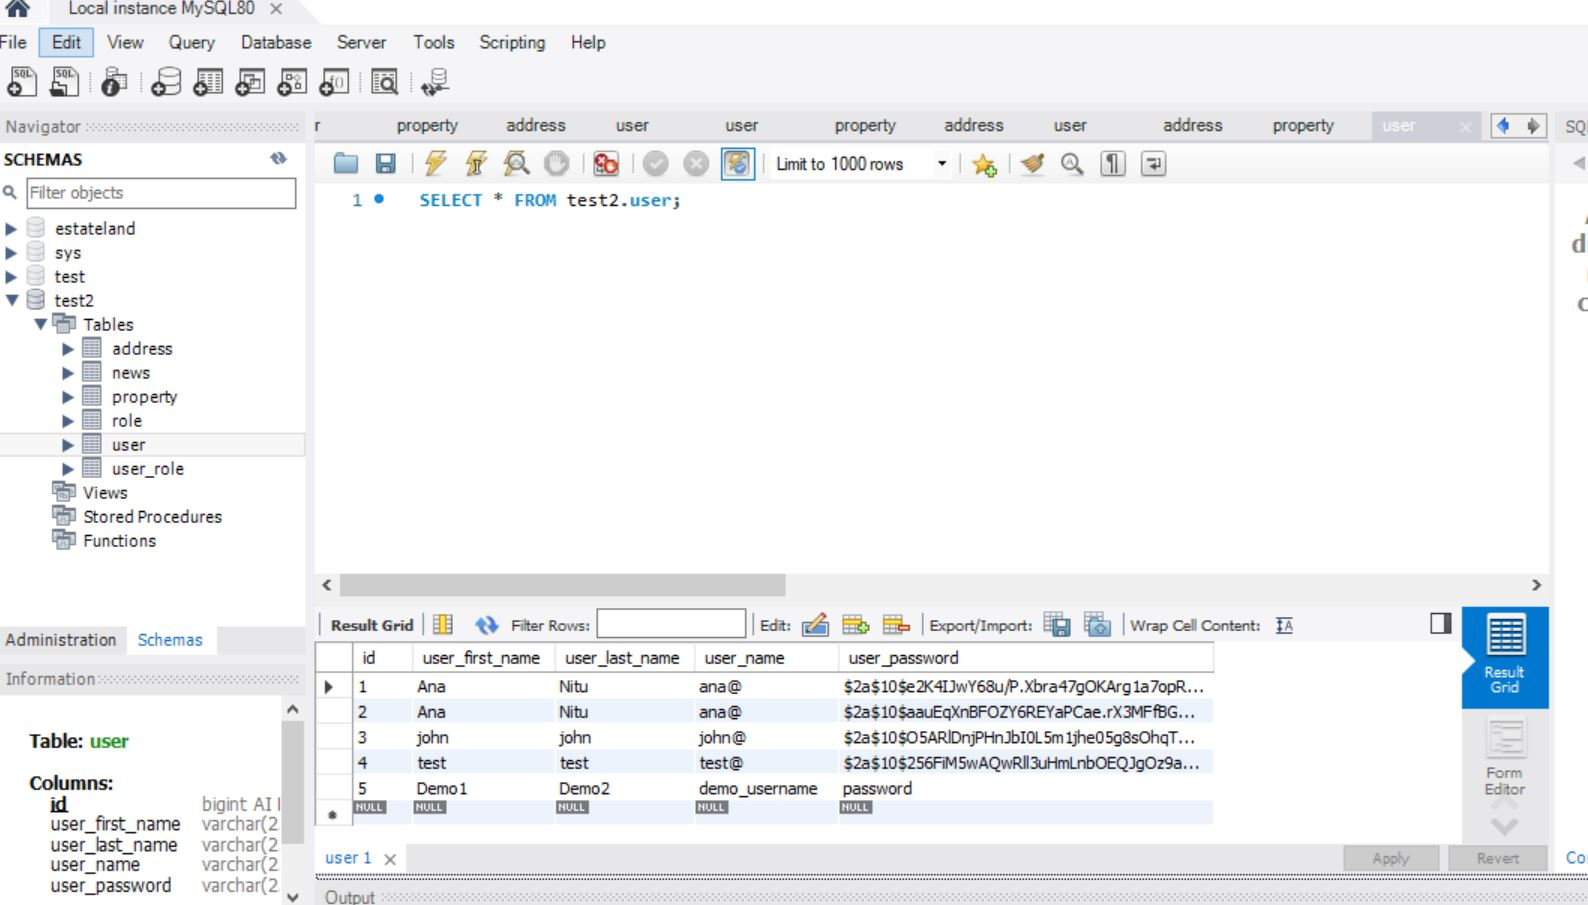 Local instance MySQL80
File Edit View Query Database Server Tools Scripting Help
Navigator
SCHEMAS
Filter objects
estateland
sys
test
test2
Tables
address
news
property
role
user
user_role
Views
Stored Procedures
Functions
Administration Schemas
Information
Table: user
Columns:
id bigint AI
user_first_name varchar(2
user_last_name varchar(2
user_name varchar(2
user_password varchar(2
r property address user user property address user address property user
Limit to 1000 rows
1 SELECT * FROM test2.user;
Result Grid Filter Rows: Edit: Export/Import: Wrap Cell Content:
id user_first_name user_last_name user_name user_password
1 Ana Nitu ana@ $2a$10$e2K4IJwY68u/P.Xbra47gOKArg1a7opR...
2 Ana Nitu ana@ $2a$10$aauEqXnBFOZY6REYaPCae.rX3MFfBG...
3 john john john@ $2a$10$O5ARlDnjPHnJbI0L5m1jhe05g8sOhqT...
4 test test test@ $2a$10$256FiM5wAQwRll3uHmLnbOEQJgOz9a...
5 Demo1 Demo2 demo_username password
NULL NULL NULL NULL NULL
Result
Grid
Form
Editor
user 1
Apply Revert
Output
SQ
d
Co